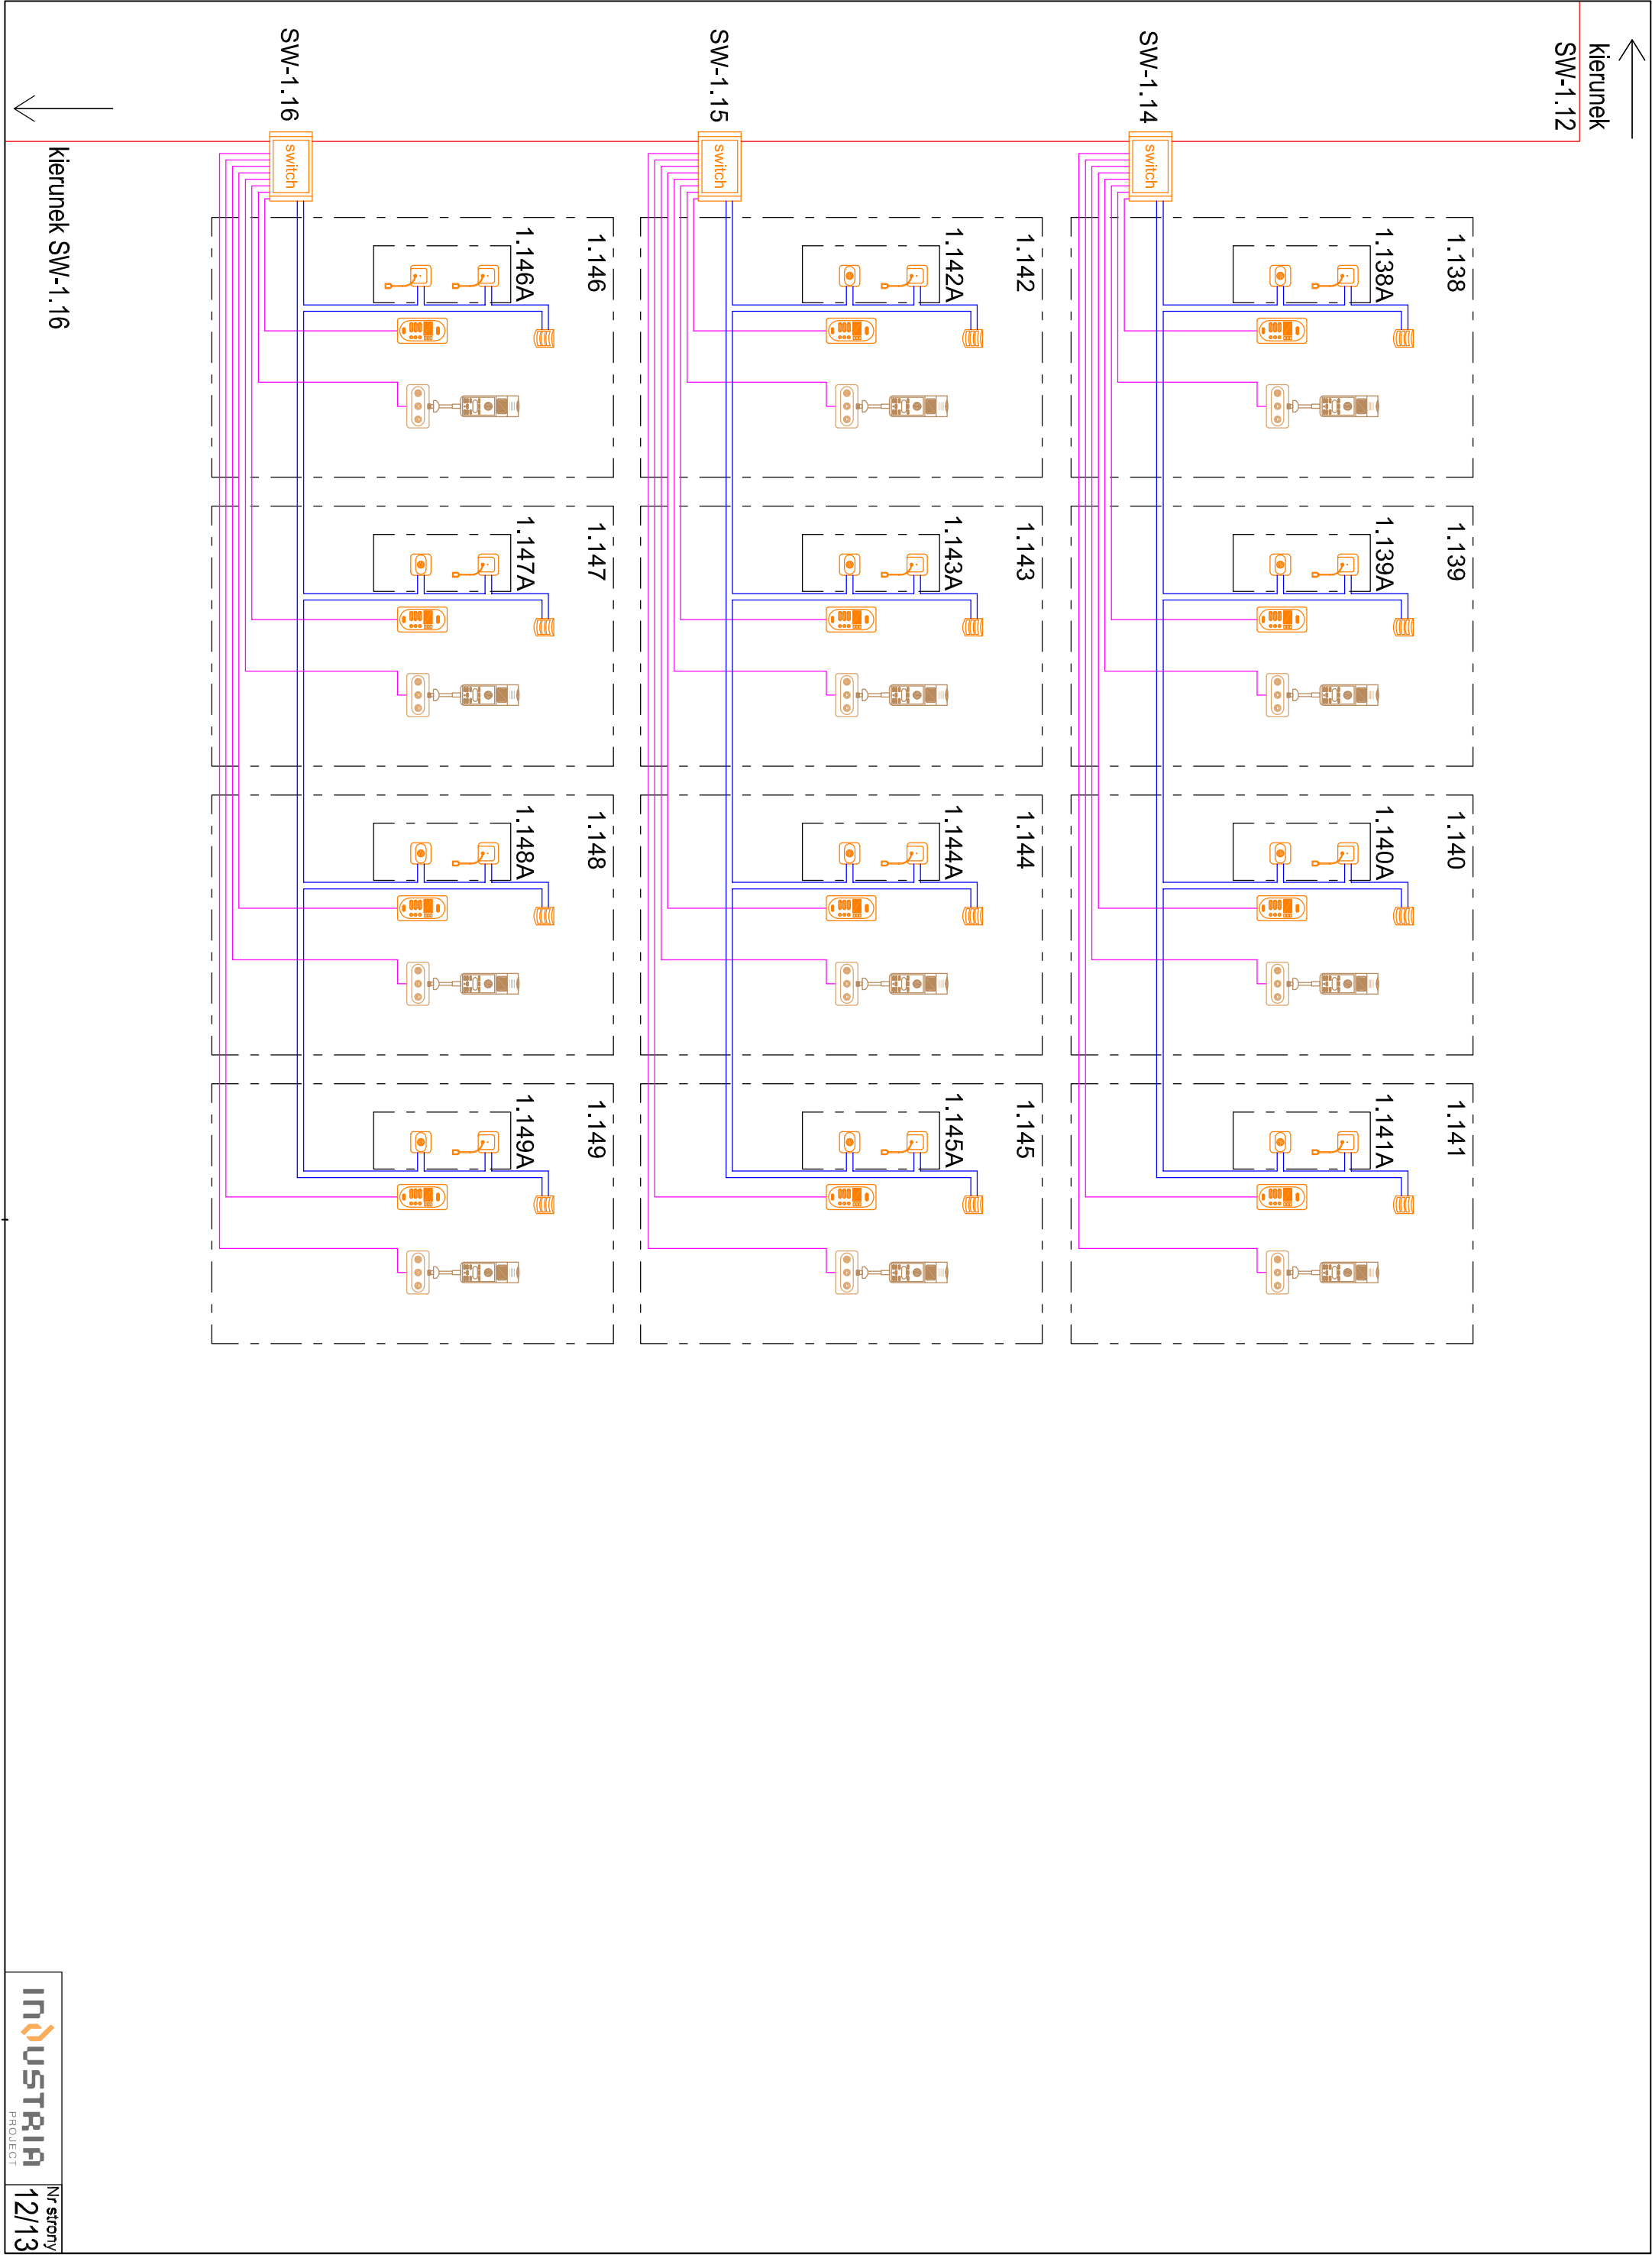 kierunek
SW-1.12
SW-1.14
switch
1.138
1.138A
1.139
1.139A
1.140
1.140A
1.141
1.141A
SW-1.15
switch
1.142
1.142A
1.143
1.143A
1.144
1.144A
1.145
1.145A
SW-1.16
switch
1.146
1.146A
1.147
1.147A
1.148
1.148A
1.149
1.149A
kierunek SW-1.16
INDUSTRIA
PROJECT
Nr strony
12/13